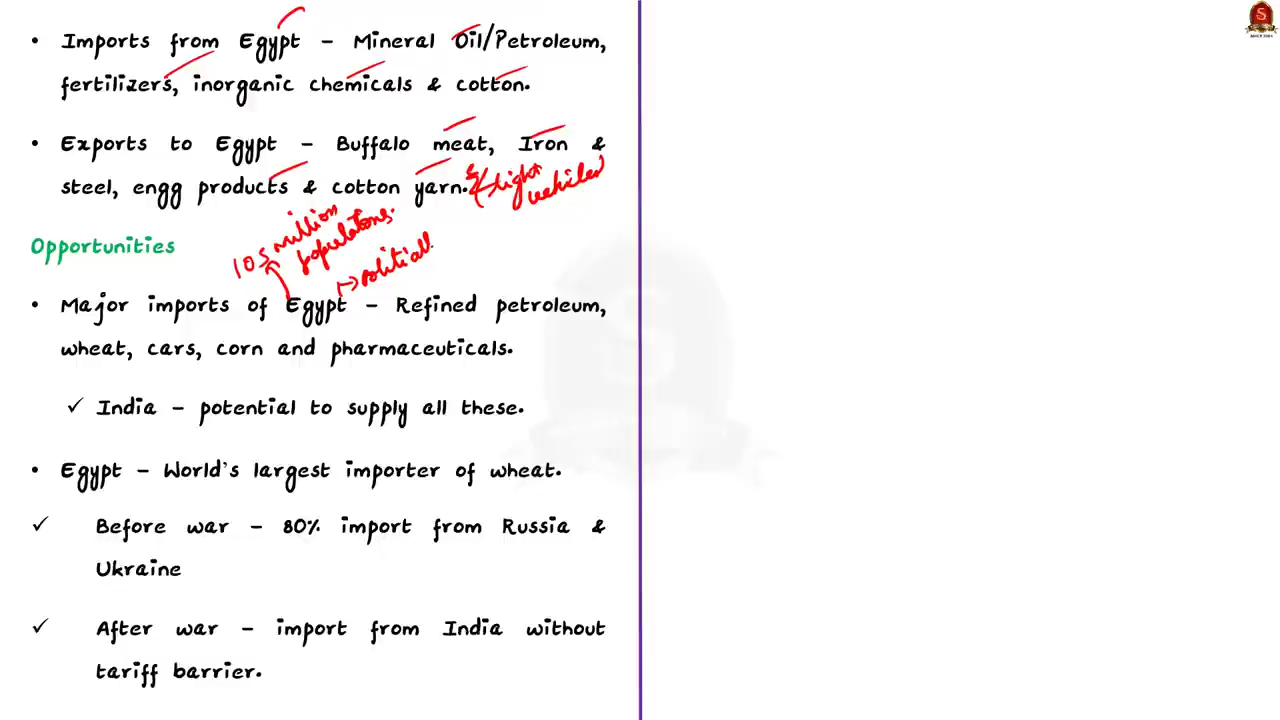 • Imports from Egypt – Mineral Oil/Petroleum,
fertilizers, inorganic chemicals & cotton.
• Exports to Egypt – Buffalo meat, Iron &
steel, engg products & cotton yarn.
light
vehicles
Opportunities
105 million
populations.
→ politicall
• Major imports of Egypt – Refined petroleum,
wheat, cars, corn and pharmaceuticals.
✓ India – potential to supply all these.
• Egypt – World's largest importer of wheat.
✓ Before war – 80% import from Russia &
Ukraine
✓ After war – import from India without
tariff barrier.